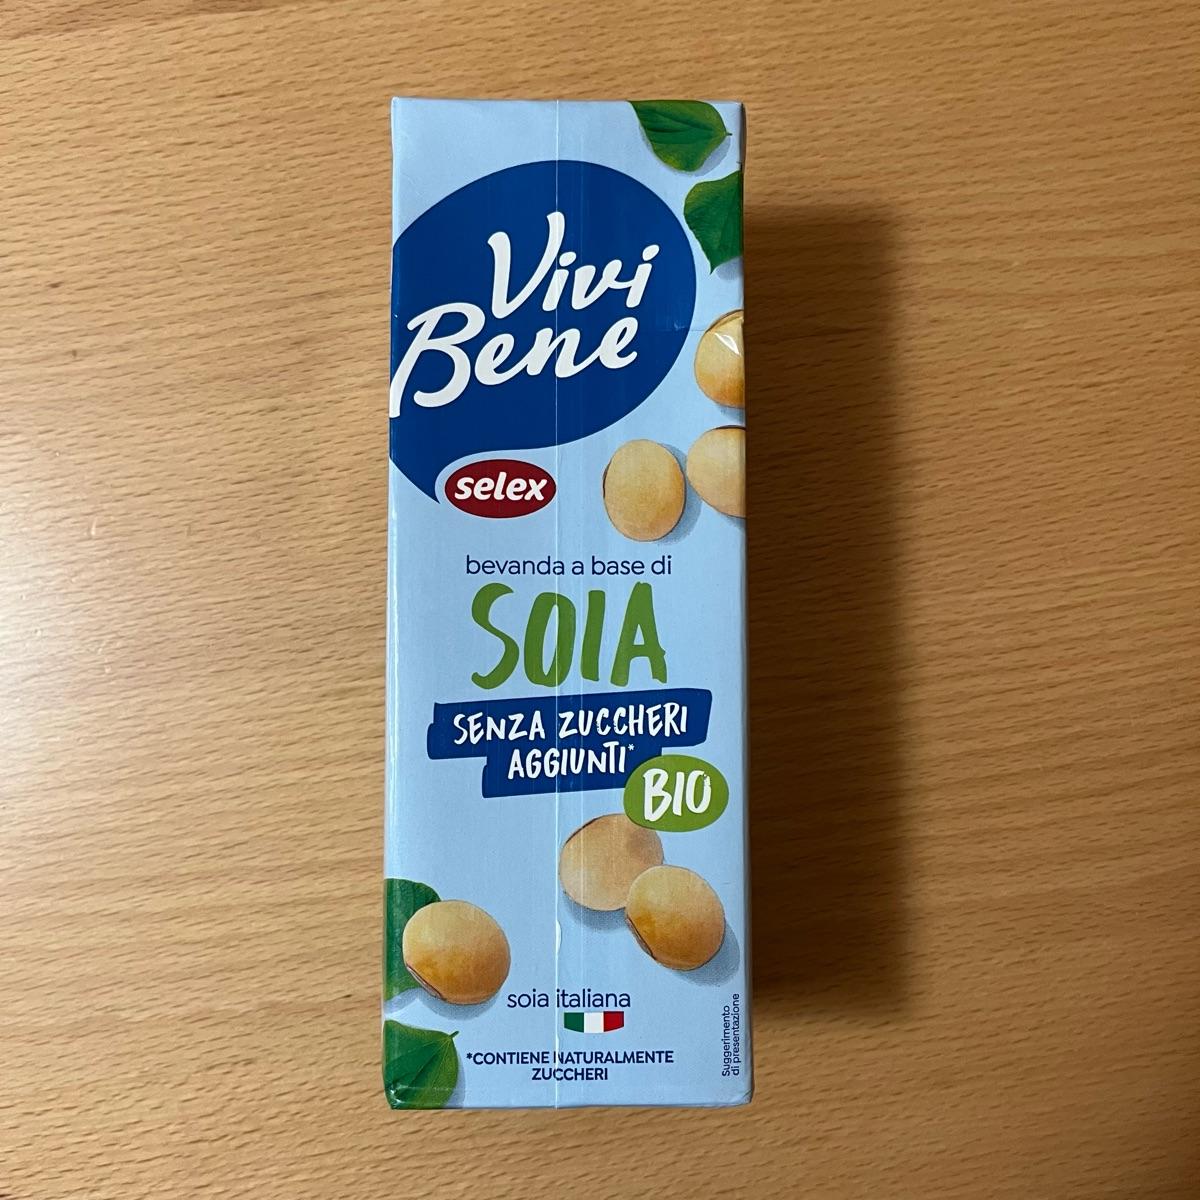 Vivi
Bene
selex
bevanda a base di
SOIA
SENZA ZUCCHERI
AGGIUNTI*
BIO
soia italiana
*CONTIENE NATURALMENTE
ZUCCHERI
Suggerimento
di presentazione